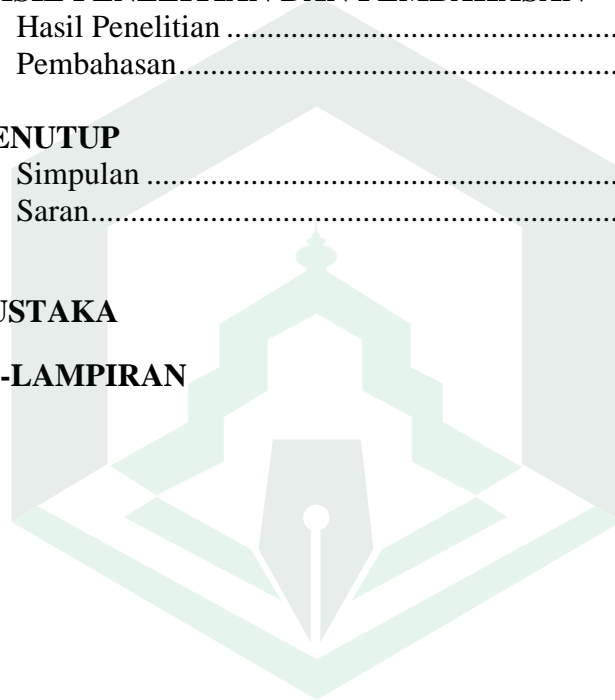 Hasil Penelitian ......................................................
Pembahasan.............................................................
ENUTUP
Simpulan .................................................................
Saran.........................................................................
USTAKA
-LAMPIRAN